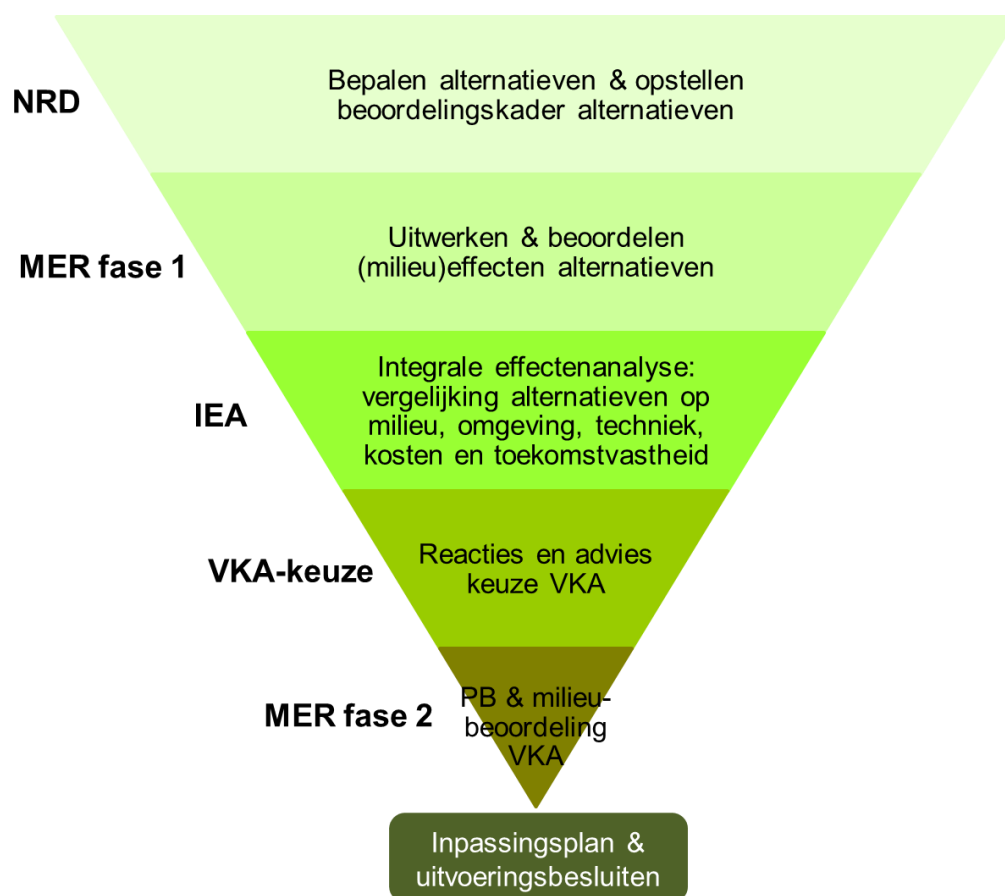 NRD
Bepalen alternatieven & opstellen
beoordelingskader alternatieven
MER fase 1
Uitwerken & beoordelen
(milieu)effecten alternatieven
IEA
Integrale effectenanalyse:
vergelijking alternatieven op
milieu, omgeving, techniek,
kosten en toekomstvastheid
VKA-keuze
Reacties en advies
keuze VKA
MER fase 2
PB & milieu-
beoordeling
VKA
Inpassingsplan &
uitvoeringsbesluiten